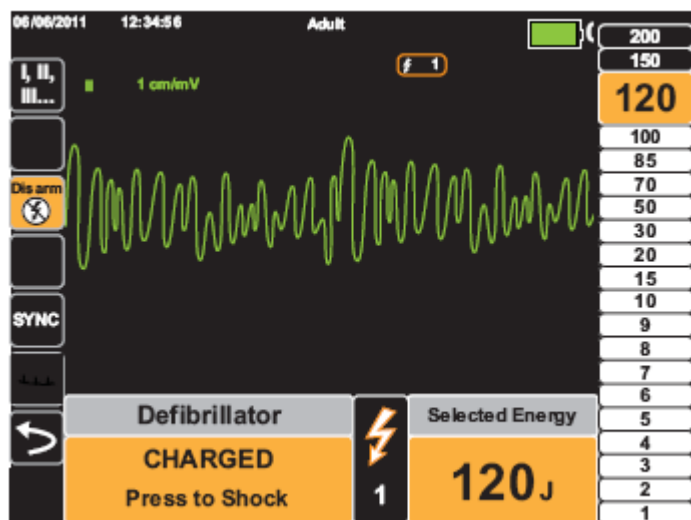 06/06/2011 12:34:56 Adult
1
I, II,
III...
II 1 cm/mV
Disarm
SYNC
200
150
120
100
85
70
50
30
20
15
10
9
8
7
6
5
4
3
2
1
Defibrillator
CHARGED
Press to Shock
1
Selected Energy
120 J